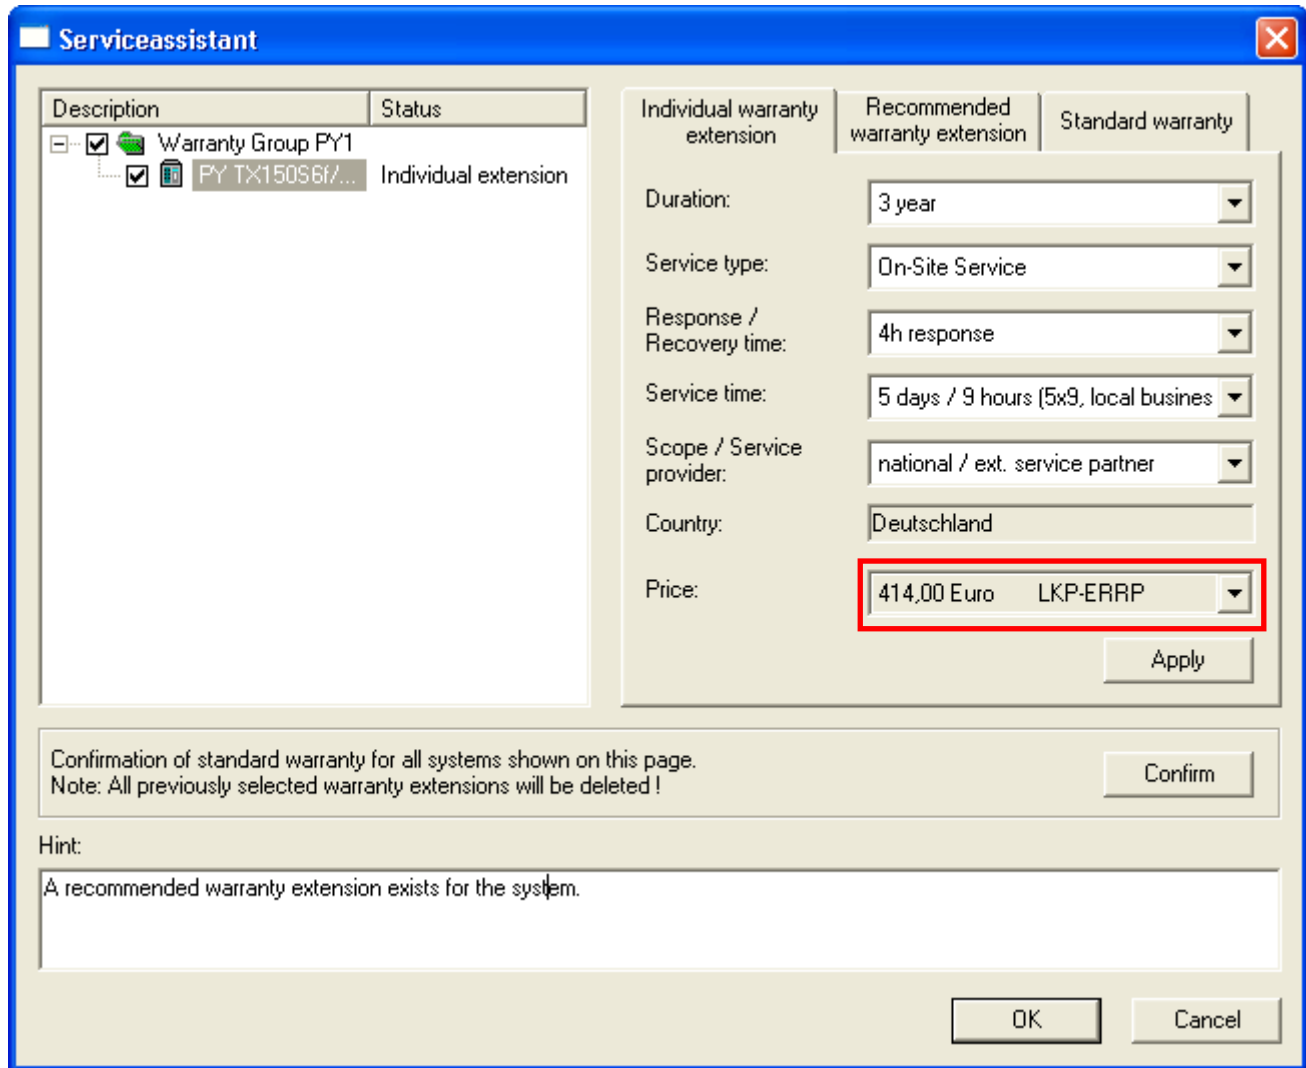 Serviceassistant
Description Status
Warranty Group PY1
PY TX150S6f/... Individual extension
Individual warranty
extension
Recommended
warranty extension
Standard warranty
Duration: 3 year
Service type: On-Site Service
Response /
Recovery time: 4h response
Service time: 5 days / 9 hours (5x9, local busines
Scope / Service
provider: national / ext. service partner
Country: Deutschland
Price: 414,00 Euro LKP-ERRP
Apply
Confirmation of standard warranty for all systems shown on this page.
Note: All previously selected warranty extensions will be deleted !
Confirm
Hint:
A recommended warranty extension exists for the system.
OK Cancel